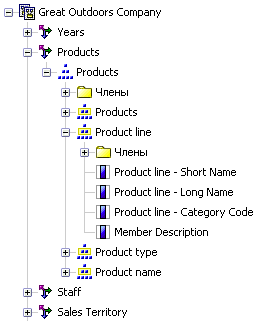 Great Outdoors Company
Years
Products
Products
Члены
Products
Product line
Члены
Product line - Short Name
Product line - Long Name
Product line - Category Code
Member Description
Product type
Product name
Staff
Sales Territory